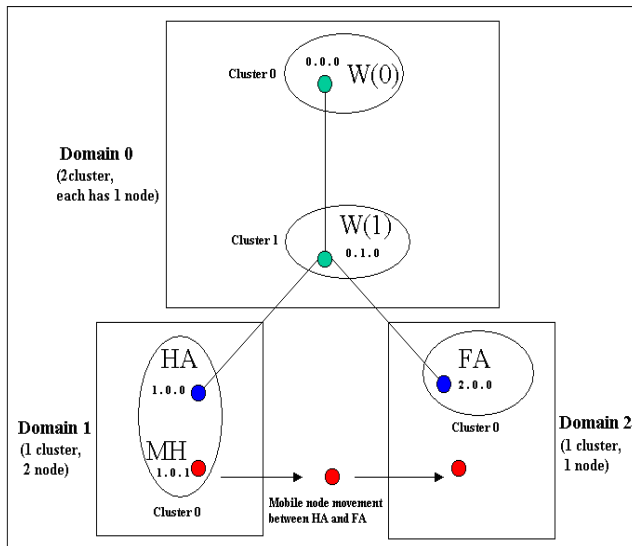 0.0.0
W(0)
Cluster 0
Domain 0
(2cluster,
each has 1 node)
W(1)
Cluster 1
0.1.0
HA
1.0.0
MH
1.0.1
Cluster 0
Domain 1
(1 cluster,
2 node)
FA
2.0.0
Cluster 0
Domain 2
(1 cluster,
1 node)
Mobile node movement
between HA and FA